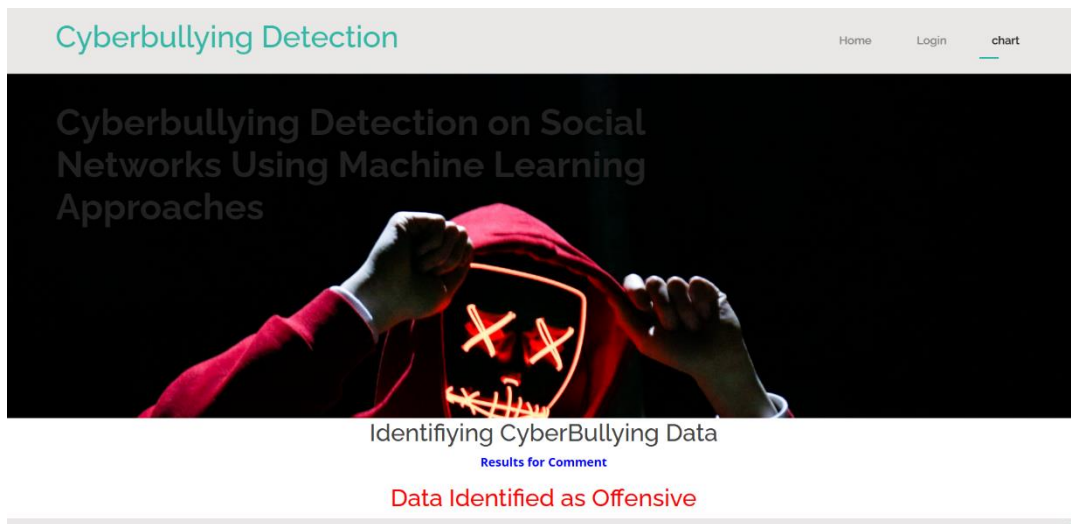 Cyberbullying Detection
Home Login chart
Cyberbullying Detection on Social
Networks Using Machine Learning
Approaches
Identifiying CyberBullying Data
Results for Comment
Data Identified as Offensive